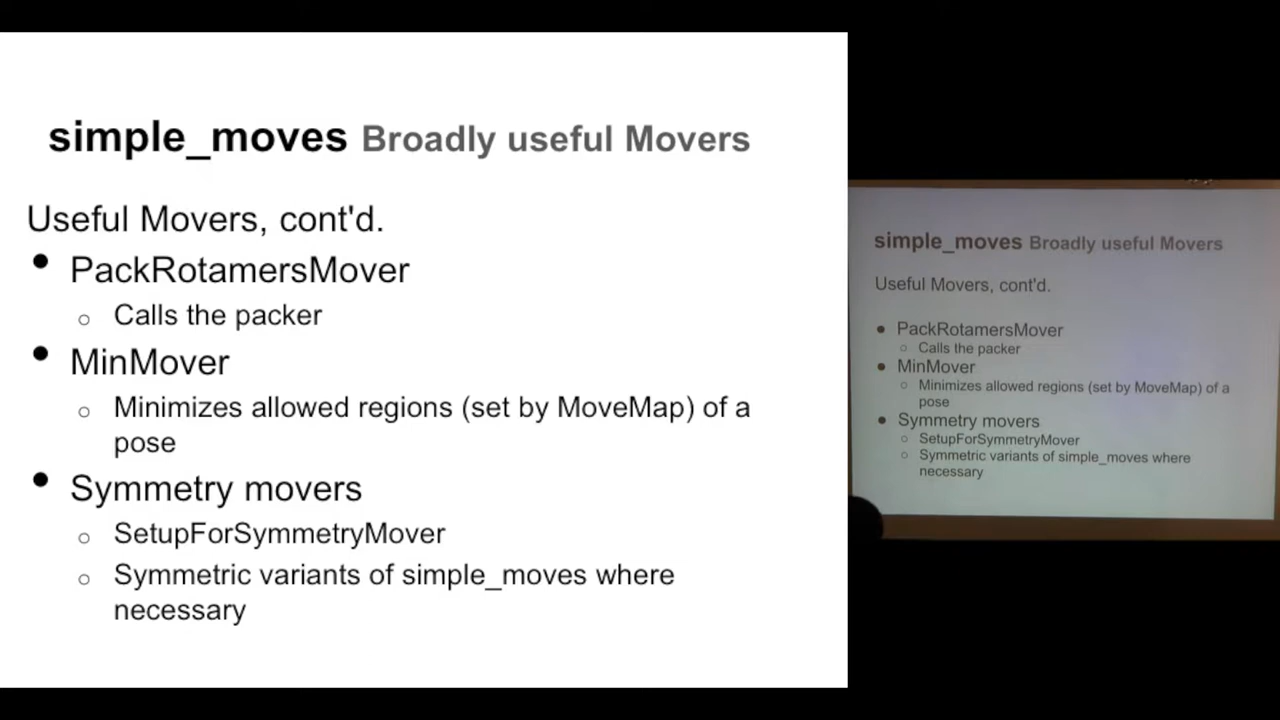 simple_moves Broadly useful Movers
Useful Movers, cont'd.
• PackRotamersMover
○ Calls the packer
• MinMover
○ Minimizes allowed regions (set by MoveMap) of a
pose
• Symmetry movers
○ SetupForSymmetryMover
○ Symmetric variants of simple_moves where
necessary
simple_moves Broadly useful Movers
Useful Movers, cont'd.
• PackRotamersMover
○ Calls the packer
• MinMover
○ Minimizes allowed regions (set by MoveMap) of a
pose
• Symmetry movers
○ SetupForSymmetryMover
○ Symmetric variants of simple_moves where
necessary